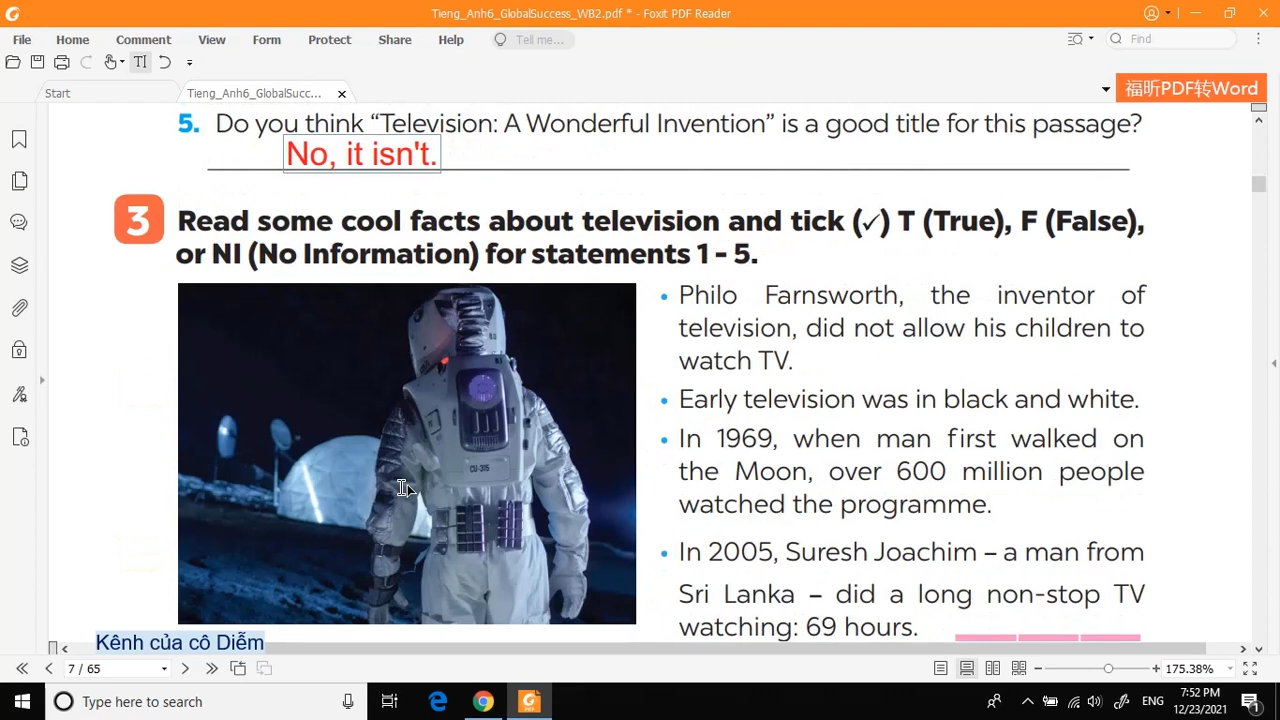 Tieng_Anh6_GlobalSuccess_WB2.pdf * - Foxit PDF Reader
File Home Comment View Form Protect Share Help Tell me... Find
Start Tieng_Anh6_GlobalSucc... 福昕PDF转Word
5. Do you think “Television: A Wonderful Invention” is a good title for this passage?
No, it isn't.
3 Read some cool facts about television and tick (✓) T (True), F (False),
or NI (No Information) for statements 1 - 5.
• Philo Farnsworth, the inventor of
television, did not allow his children to
watch TV.
• Early television was in black and white.
• In 1969, when man first walked on
the Moon, over 600 million people
watched the programme.
• In 2005, Suresh Joachim – a man from
Sri Lanka – did a long non-stop TV
watching: 69 hours.
CU-315
Kênh của cô Diễm
7 / 65 175.38%
Type here to search ENG 7:52 PM
12/23/2021